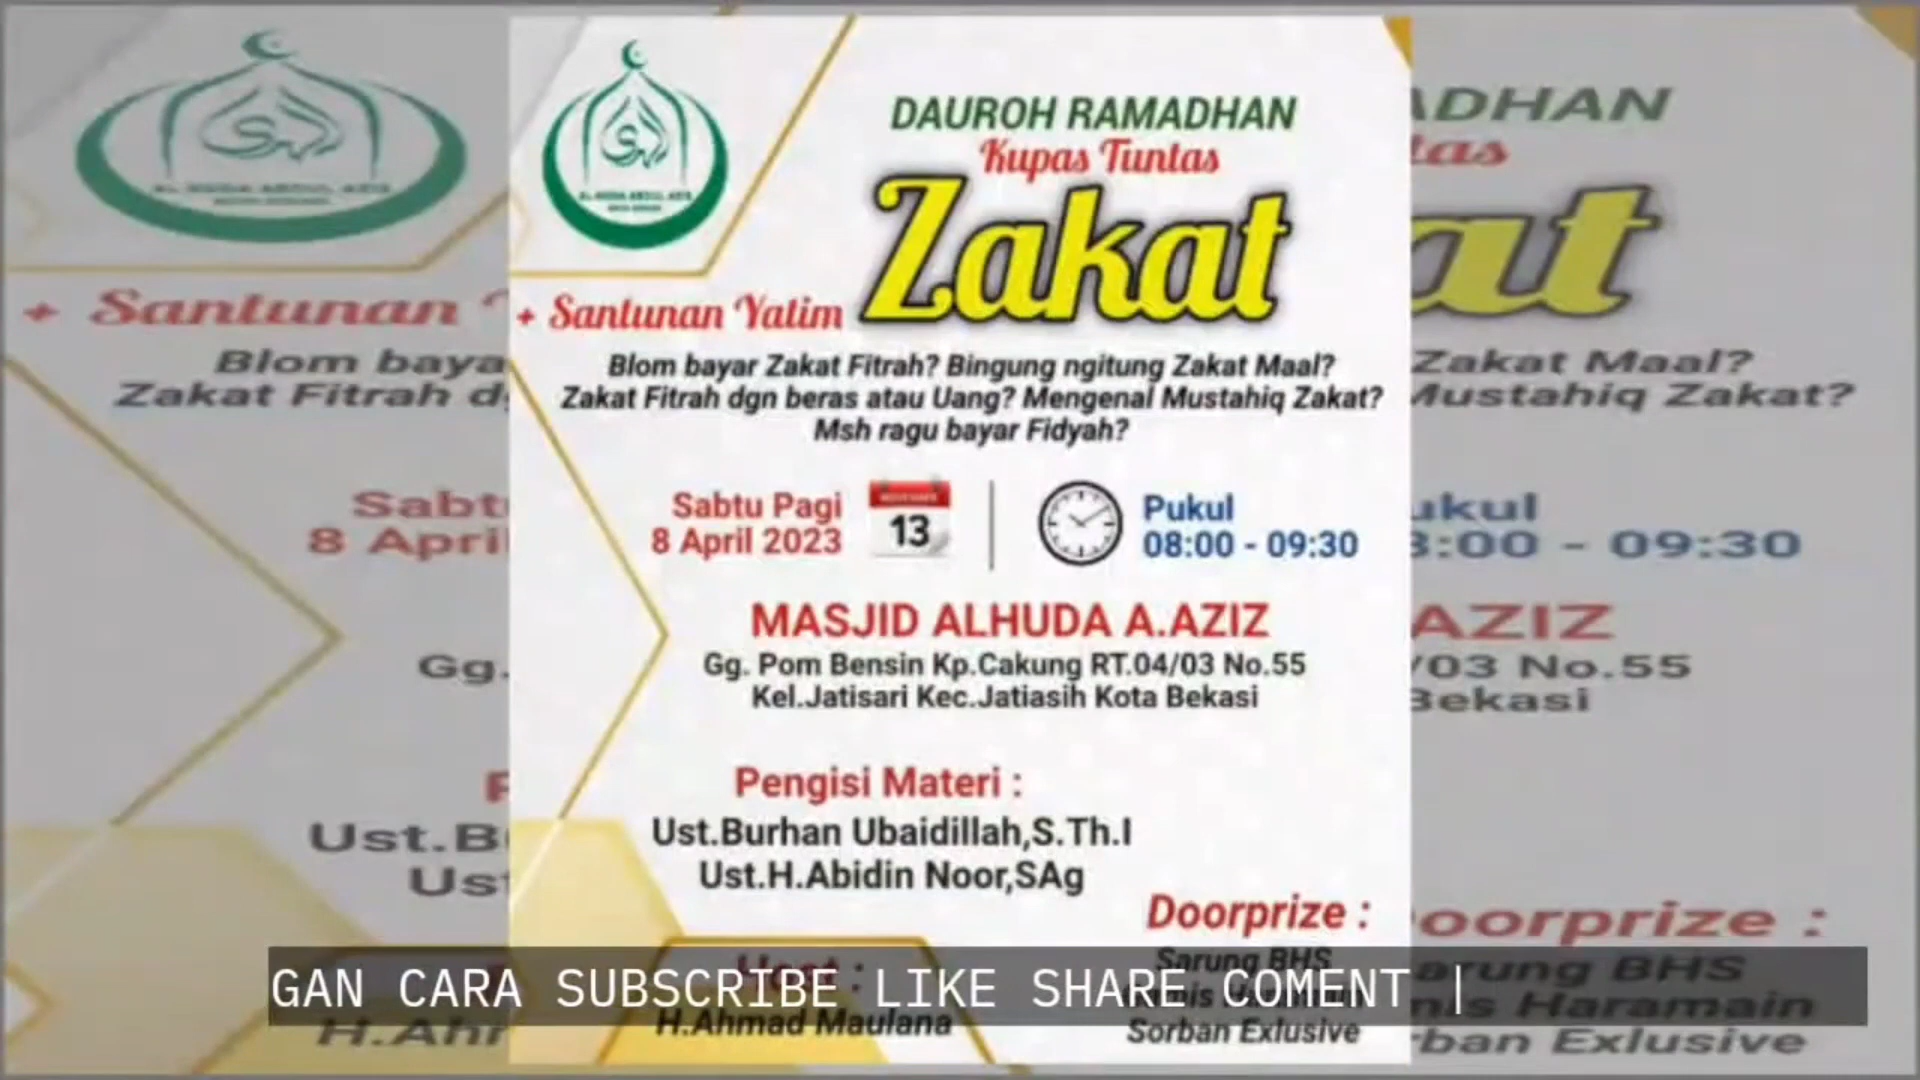 DAUROH RAMADHAN
Kupas Tuntas
Zakat
+ Santunan Yatim
Blom bayar Zakat Fitrah? Bingung ngitung Zakat Maal?
Zakat Fitrah dgn beras atau Uang? Mengenal Mustahiq Zakat?
Msh ragu bayar Fidyah?
Sabtu Pagi
8 April 2023
13
Pukul
08:00 - 09:30
MASJID ALHUDA A.AZIZ
Gg. Pom Bensin Kp.Cakung RT.04/03 No.55
Kel.Jatisari Kec.Jatiasih Kota Bekasi
Pengisi Materi :
Ust.Burhan Ubaidillah,S.Th.I
Ust.H.Abidin Noor,SAg
Host :
H.Ahmad Maulana
Doorprize :
Sarung BHS
Haramain
Sorban Exlusive
GAN CARA SUBSCRIBE LIKE SHARE COMENT |